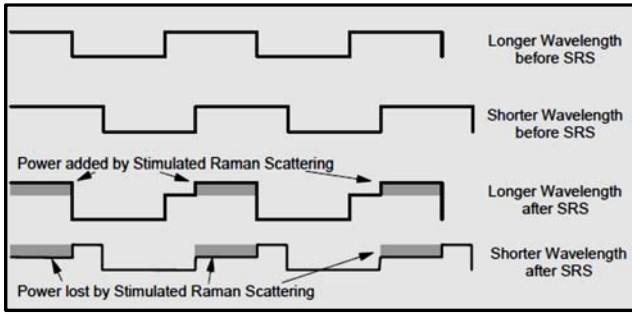 Longer Wavelength
before SRS
Shorter Wavelength
before SRS
Power added by Stimulated Raman Scattering
Longer Wavelength
after SRS
Shorter Wavelength
after SRS
Power lost by Stimulated Raman Scattering